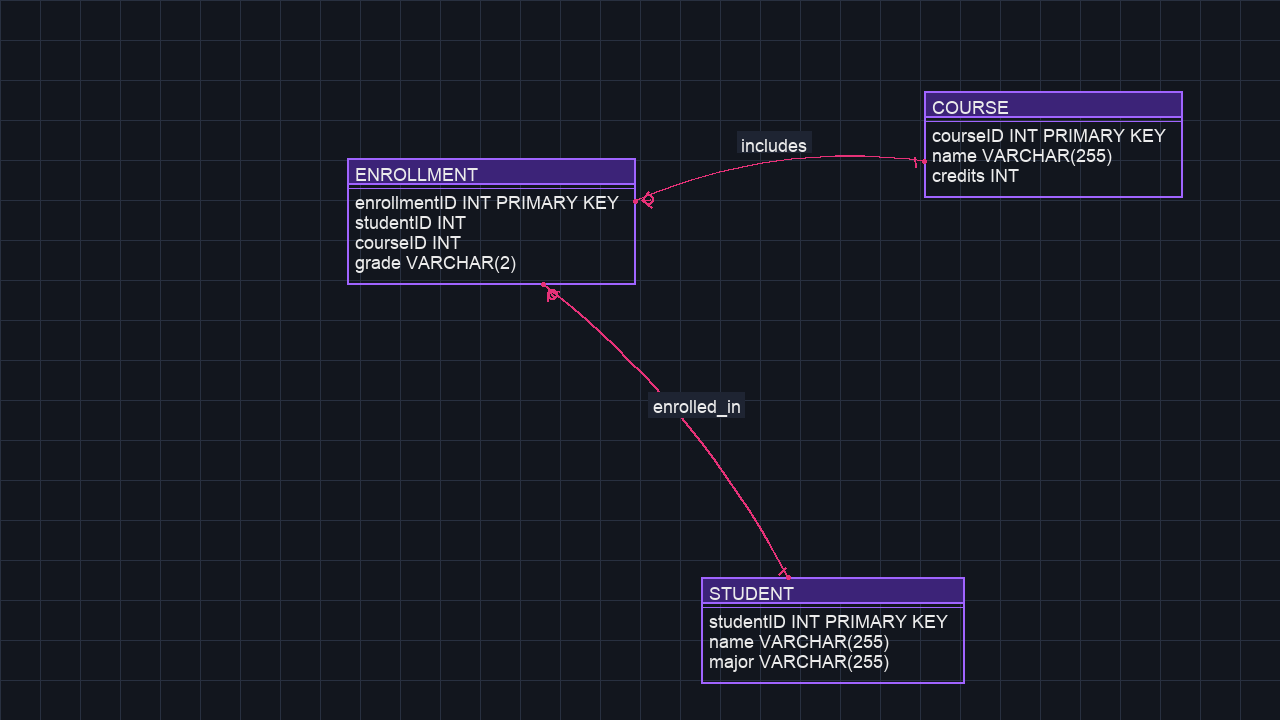 COURSE
courseID INT PRIMARY KEY
name VARCHAR(255)
credits INT
includes
ENROLLMENT
enrollmentID INT PRIMARY KEY
studentID INT
courseID INT
grade VARCHAR(2)
enrolled_in
STUDENT
studentID INT PRIMARY KEY
name VARCHAR(255)
major VARCHAR(255)